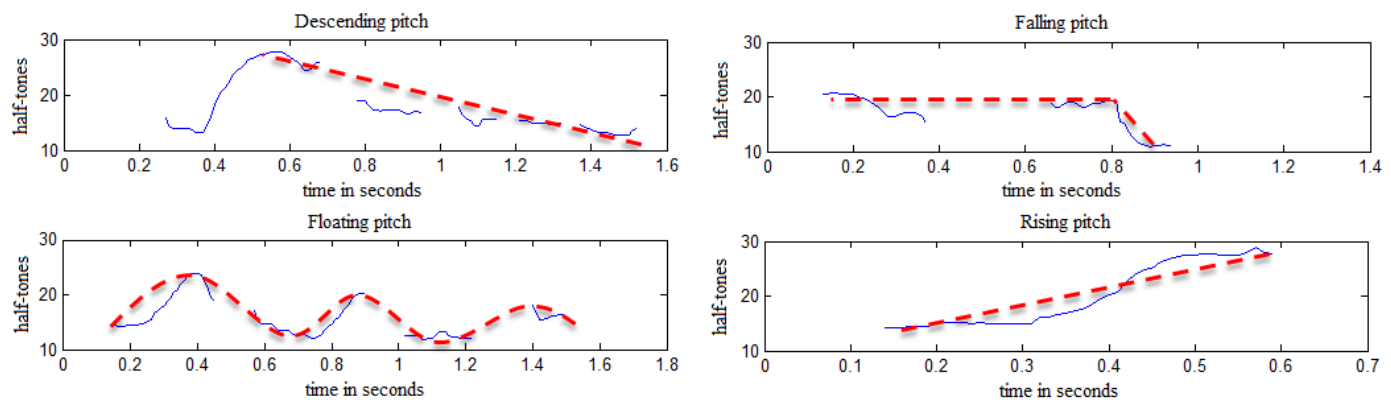 Descending pitch
30
20
10
half-tones
0 0.2 0.4 0.6 0.8 1 1.2 1.4 1.6
time in seconds
Falling pitch
30
20
10
half-tones
0 0.2 0.4 0.6 0.8 1 1.2 1.4
time in seconds
Floating pitch
30
20
10
half-tones
0 0.2 0.4 0.6 0.8 1 1.2 1.4 1.6 1.8
time in seconds
Rising pitch
30
20
10
half-tones
0 0.1 0.2 0.3 0.4 0.5 0.6 0.7
time in seconds